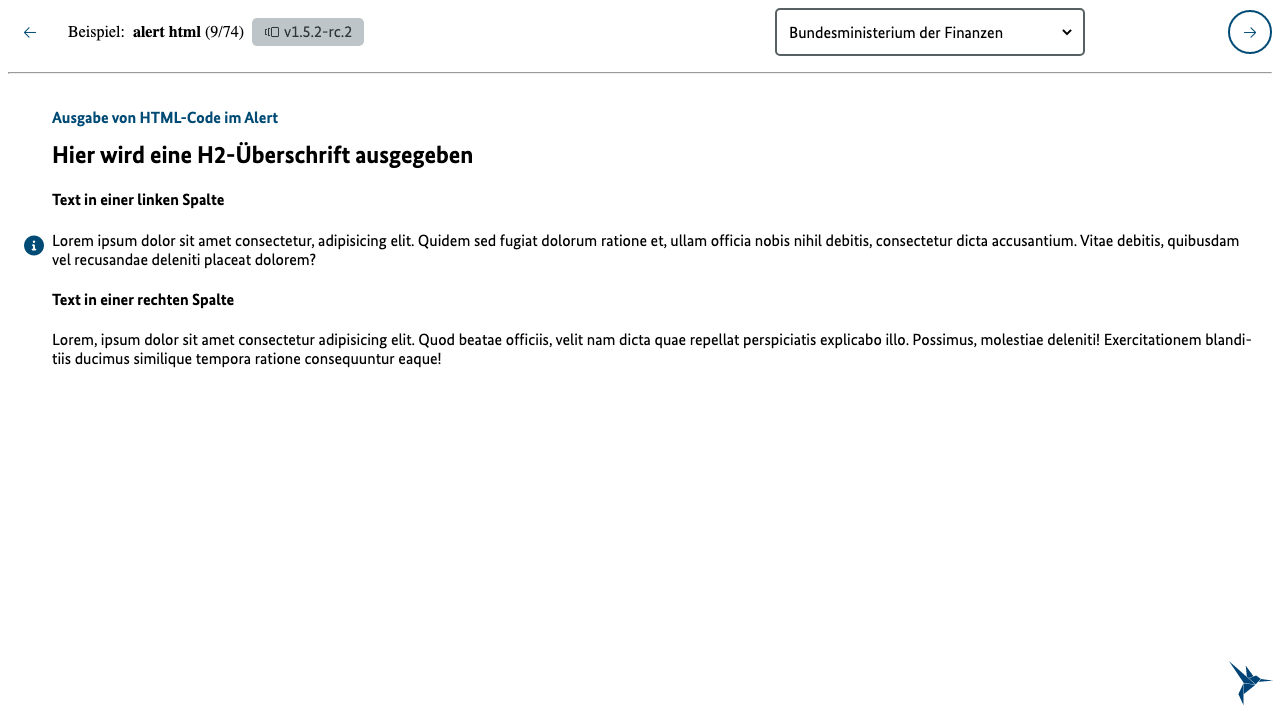 Beispiel: alert html (9/74) v1.5.2-rc.2 Bundesministerium der Finanzen
Ausgabe von HTML-Code im Alert
Hier wird eine H2-Überschrift ausgegeben
Text in einer linken Spalte
Lorem ipsum dolor sit amet consectetur, adipisicing elit. Quidem sed fugiat dolorum ratione et, ullam officia nobis nihil debitis, consectetur dicta accusantium. Vitae debitis, quibusdam
vel recusandae deleniti placeat dolorem?
Text in einer rechten Spalte
Lorem, ipsum dolor sit amet consectetur adipisicing elit. Quod beatae officiis, velit nam dicta quae repellat perspiciatis explicabo illo. Possimus, molestiae deleniti! Exercitationem blandi-
tiis ducimus similique tempora ratione consequuntur eaque!